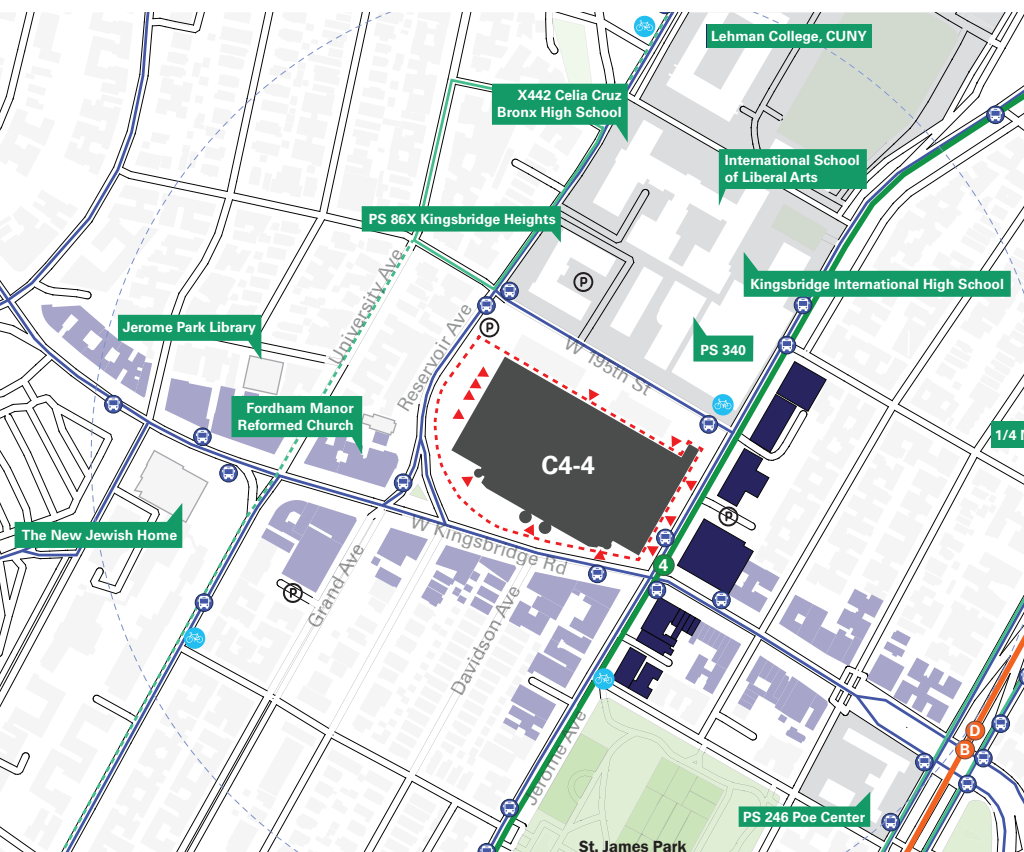 Lehman College, CUNY
X442 Celia Cruz
Bronx High School
International School
of Liberal Arts
PS 86X Kingsbridge Heights
University Ave
P
Kingsbridge International High School
Reservoir Ave
Jerome Park Library
P
W 195th St
PS 340
Fordham Manor
Reformed Church
1/4
C4-4
P
The New Jewish Home
W Kingsbridge Rd
4
P
Grand Ave
Davidson Ave
Jerome Ave
D
B
PS 246 Poe Center
St. James Park